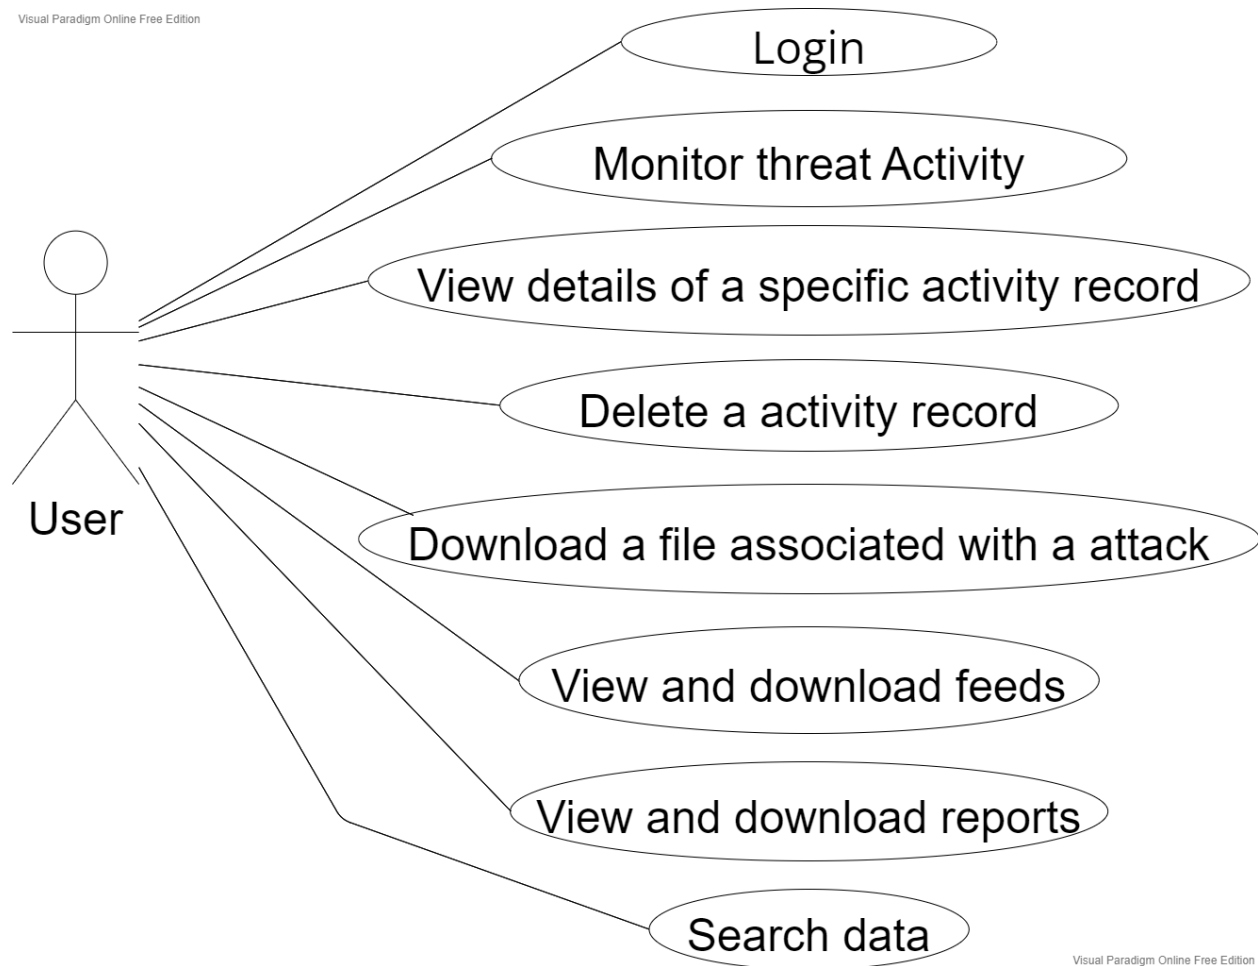 Visual Paradigm Online Free Edition
Login
Monitor threat Activity
View details of a specific activity record
Delete a activity record
User
Download a file associated with a attack
View and download feeds
View and download reports
Search data
Visual Paradigm Online Free Edition